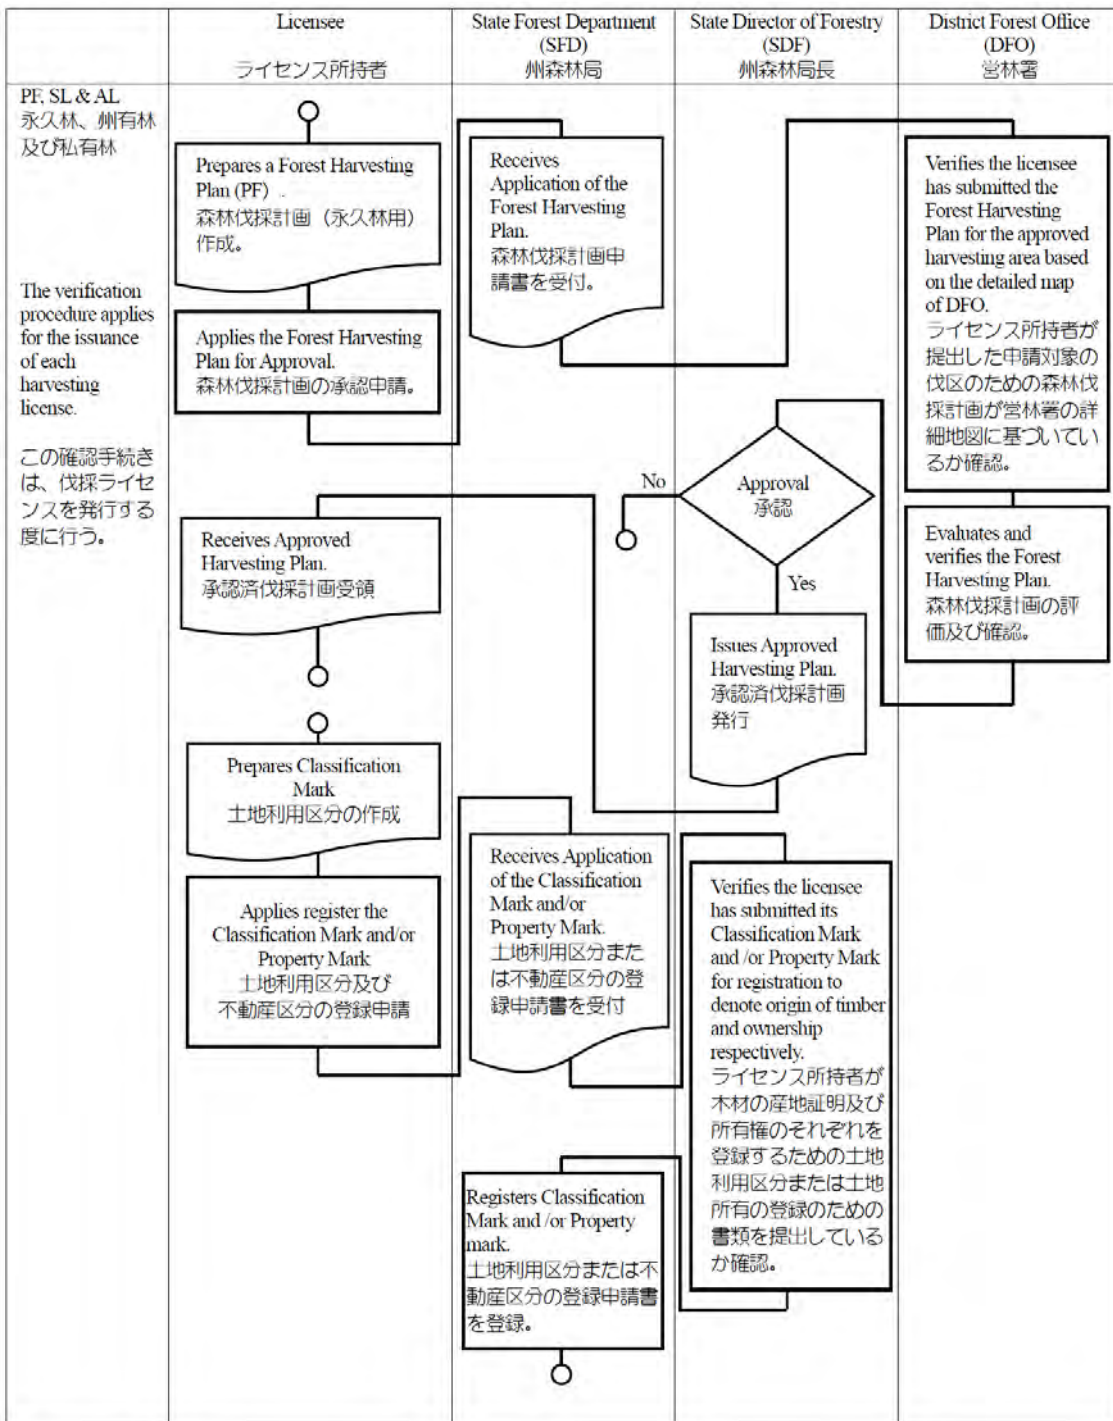 Licensee
ライセンス所持者
State Forest Department
(SFD)
州森林局
State Director of Forestry
(SDF)
州森林局長
District Forest Office
(DFO)
営林署
PF, SL & AL
永久林、州有林
及び私有林
The verification
procedure applies
for the issuance
of each
harvesting
license.
この確認手続き
は、伐採ライセ
ンスを発行する
度に行う。
Prepares a Forest Harvesting
Plan (PF) .
森林伐採計画（永久林用）
作成。
Applies the Forest Harvesting
Plan for Approval.
森林伐採計画の承認申請。
Receives
Application of the
Forest Harvesting
Plan.
森林伐採計画申
請書を受付。
Verifies the licensee
has submitted the
Forest Harvesting
Plan for the approved
harvesting area based
on the detailed map
of DFO.
ライセンス所持者が
提出した申請対象の
伐区のための森林伐
採計画が営林署の詳
細地図に基づいてい
るか確認。
Evaluates and
verifies the Forest
Harvesting Plan.
森林伐採計画の評
価及び確認。
Approval
承認
No
Yes
Issues Approved
Harvesting Plan.
承認済伐採計画
発行
Receives Approved
Harvesting Plan.
承認済伐採計画受領
Prepares Classification
Mark
土地利用区分の作成
Applies register the
Classification Mark and/or
Property Mark
土地利用区分及び
不動産区分の登録申請
Receives Application
of the Classification
Mark and/or
Property Mark.
土地利用区分また
は不動産区分の登
録申請書を受付
Verifies the licensee
has submitted its
Classification Mark
and /or Property Mark
for registration to
denote origin of timber
and ownership
respectively.
ライセンス所持者が
木材の産地証明及び
所有権のそれぞれを
登録するための土地
利用区分または土地
所有の登録のための
書類を提出している
か確認。
Registers Classification
Mark and /or Property
mark.
土地利用区分または不
動産区分の登録申請書
を登録。